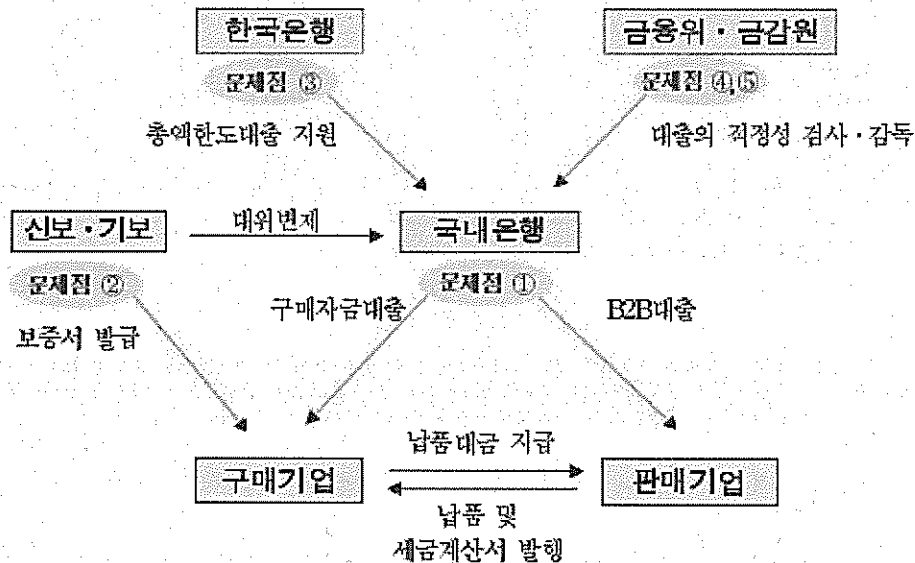 한국은행
금융위·금감원
문제점 ③
문제점 ④,⑤
총액한도대출 지원
대출의 적정성 검사·감독
신보·기보
대위변제
국내은행
문제점 ②
문제점 ①
구매자금대출
B2B대출
보증서 발급
납품대금 지급
구매기업
판매기업
납품 및
세금계산서 발행